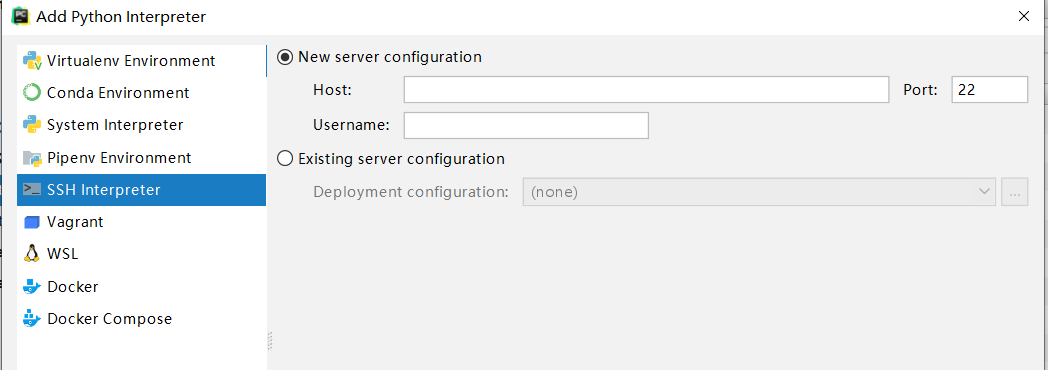 Add Python Interpreter
Virtualenv Environment
Conda Environment
System Interpreter
Pipenv Environment
SSH Interpreter
Vagrant
WSL
Docker
Docker Compose
New server configuration
Host: Port: 22
Username:
Existing server configuration
Deployment configuration: (none) ...